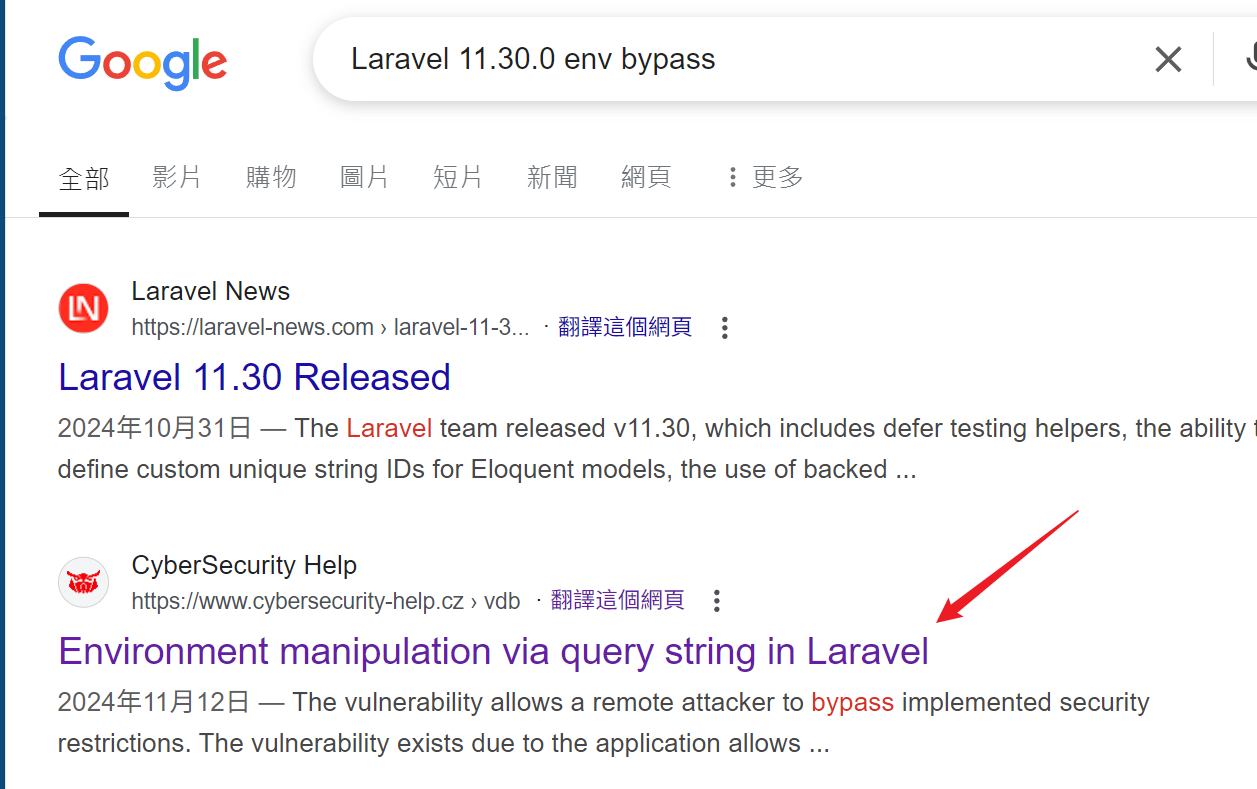 Google
Laravel 11.30.0 env bypass
全部 影片 購物 圖片 短片 新聞 網頁 更多
LN
Laravel News
https://laravel-news.com › laravel-11-3... · 翻譯這個網頁
Laravel 11.30 Released
2024年10月31日 — The Laravel team released v11.30, which includes defer testing helpers, the ability
define custom unique string IDs for Eloquent models, the use of backed ...
CyberSecurity Help
https://www.cybersecurity-help.cz › vdb · 翻譯這個網頁
Environment manipulation via query string in Laravel
2024年11月12日 — The vulnerability allows a remote attacker to bypass implemented security
restrictions. The vulnerability exists due to the application allows ...